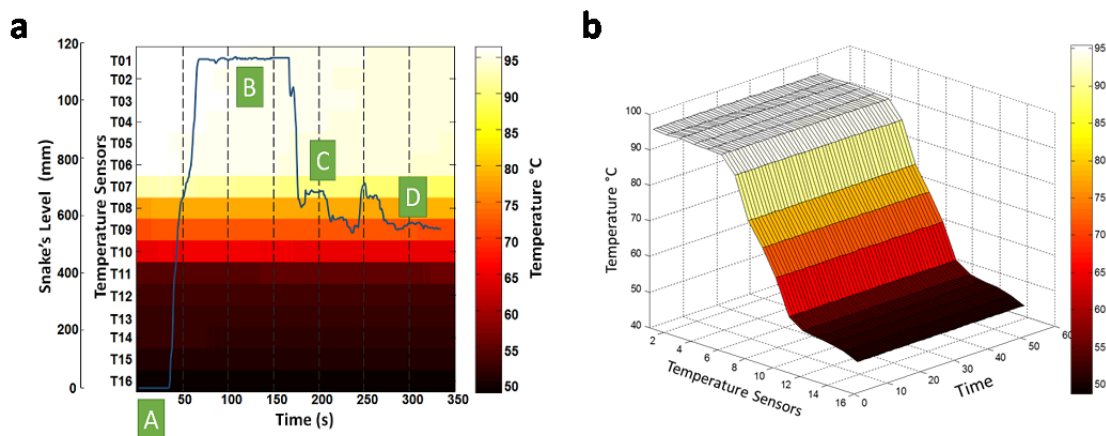 a
b
120
100
800
600
400
200
0
Snake's Level (mm)
Temperature Sensors
T01
T02
T03
T04
T05
T06
T07
T08
T09
T10
T11
T12
T13
T14
T15
T16
A
B
C
D
50
100
150
200
250
300
350
Time (s)
95
90
85
80
75
70
65
60
55
50
Temperature °C
100
90
80
70
60
50
40
Temperature °C
2
4
6
8
10
12
14
16
Temperature Sensors
0
10
20
30
40
50
60
Time
95
90
85
80
75
70
65
60
55
50